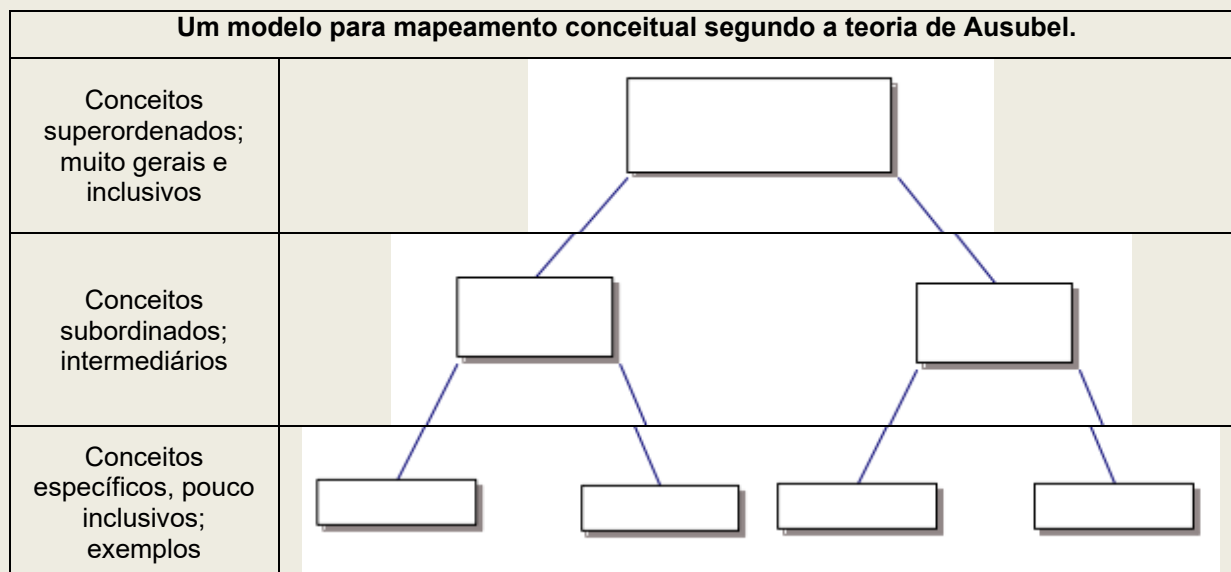 Um modelo para mapeamento conceitual segundo a teoria de Ausubel.
Conceitos
superordenados;
muito gerais e
inclusivos
Conceitos
subordinados;
intermediários
Conceitos
específicos, pouco
inclusivos;
exemplos